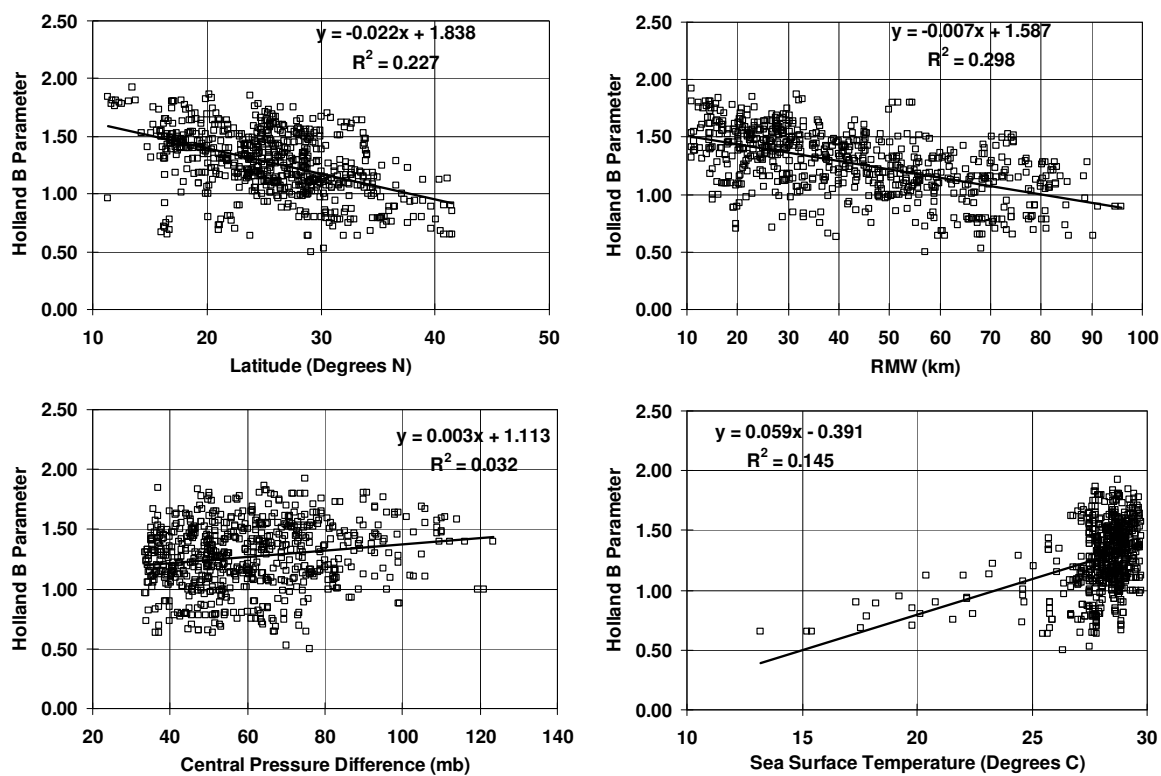 2.50
2.00
1.50
1.00
0.50
0.00
Holland B Parameter
y = -0.022x + 1.838
R² = 0.227
10 20 30 40 50
Latitude (Degrees N)
2.50
2.00
1.50
1.00
0.50
0.00
Holland B Parameter
y = -0.007x + 1.587
R² = 0.298
10 20 30 40 50 60 70 80 90 100
RMW (km)
2.50
2.00
1.50
1.00
0.50
0.00
Holland B Parameter
y = 0.003x + 1.113
R² = 0.032
20 40 60 80 100 120 140
Central Pressure Difference (mb)
2.50
2.00
1.50
1.00
0.50
0.00
Holland B Parameter
y = 0.059x - 0.391
R² = 0.145
10 15 20 25 30
Sea Surface Temperature (Degrees C)